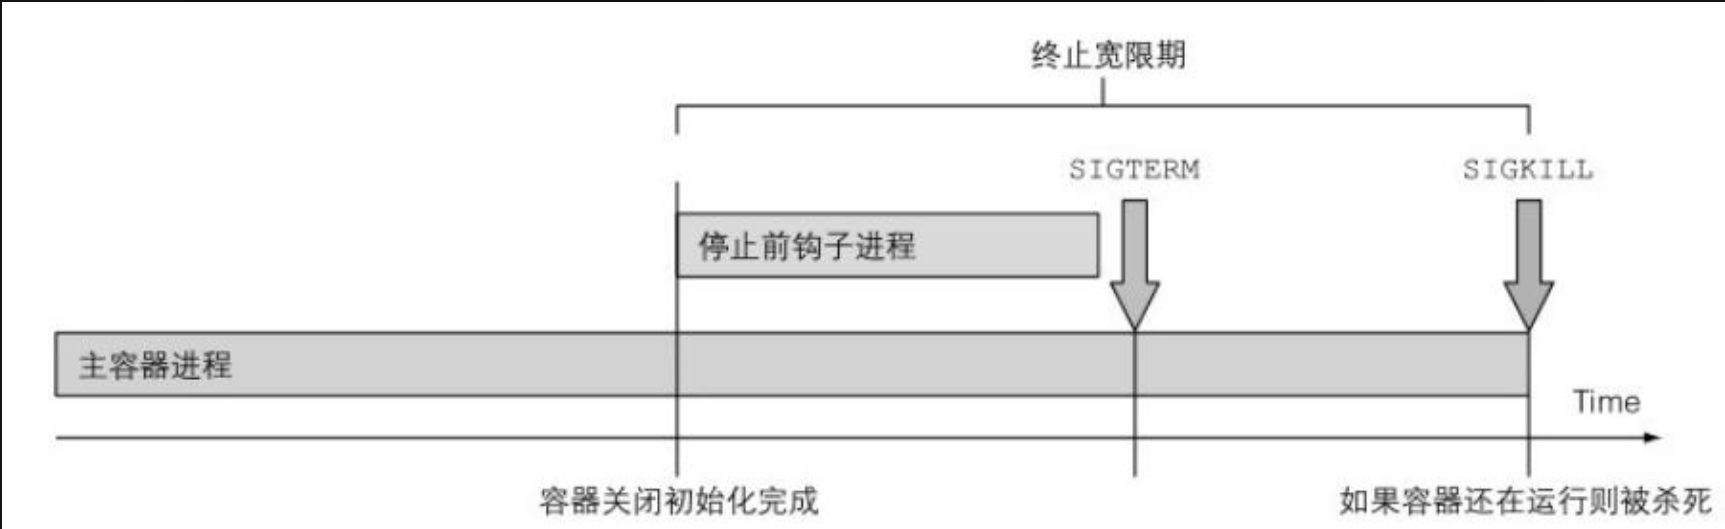 终止宽限期
SIGTERM
SIGKILL
停止前钩子进程
主容器进程
Time
容器关闭初始化完成
如果容器还在运行则被杀死